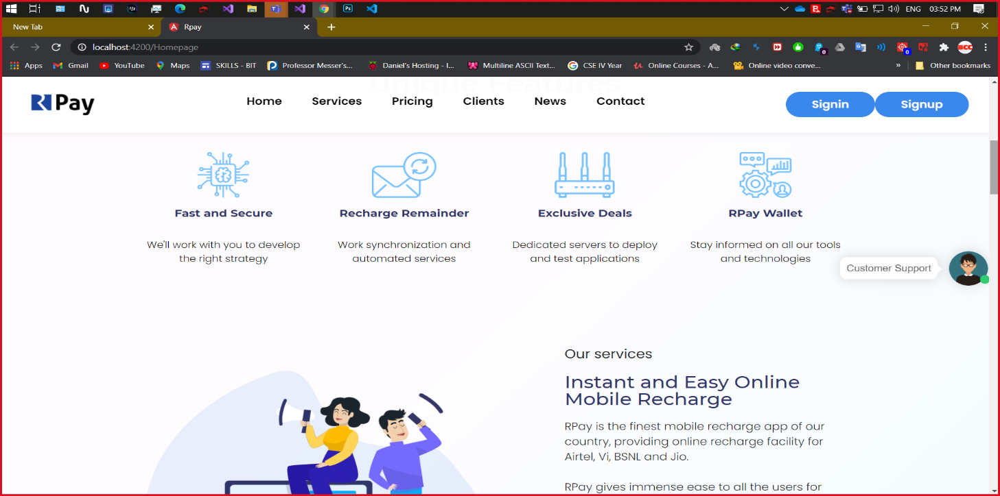 ENG 03:52 PM
New Tab
Rpay
localhost:4200/Homepage
0
0
BCC
Apps
Gmail
YouTube
Maps
SKILLS - BIT
Professor Messer's...
Daniel's Hosting - I...
Multiline ASCII Text...
CSE IV Year
Online Courses - A...
Online video conve...
»
Other bookmarks
Unique Features
R Pay
Home
Services
Pricing
Clients
News
Contact
Signin
Signup
Fast and Secure
Recharge Remainder
Exclusive Deals
RPay Wallet
We'll work with you to develop
the right strategy
Work synchronization and
automated services
Dedicated servers to deploy
and test applications
Stay informed on all our tools
and technologies
Customer Support
Our services
Instant and Easy Online
Mobile Recharge
RPay is the finest mobile recharge app of our
country, providing online recharge facility for
Airtel, Vi, BSNL and Jio.
RPay gives immense ease to all the users for